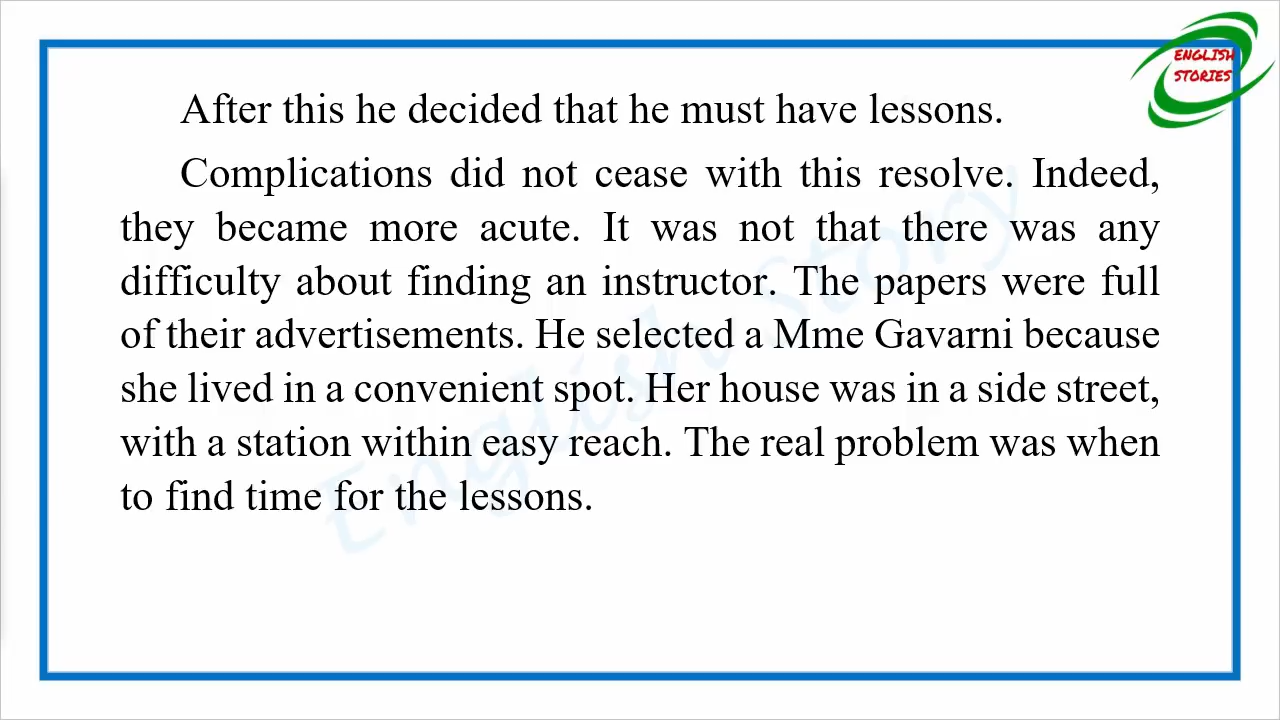 ENGLISH
STORIES
After this he decided that he must have lessons.
Complications did not cease with this resolve. Indeed,
they became more acute. It was not that there was any
difficulty about finding an instructor. The papers were full
of their advertisements. He selected a Mme Gavarni because
she lived in a convenient spot. Her house was in a side street,
with a station within easy reach. The real problem was when
to find time for the lessons.
English Story